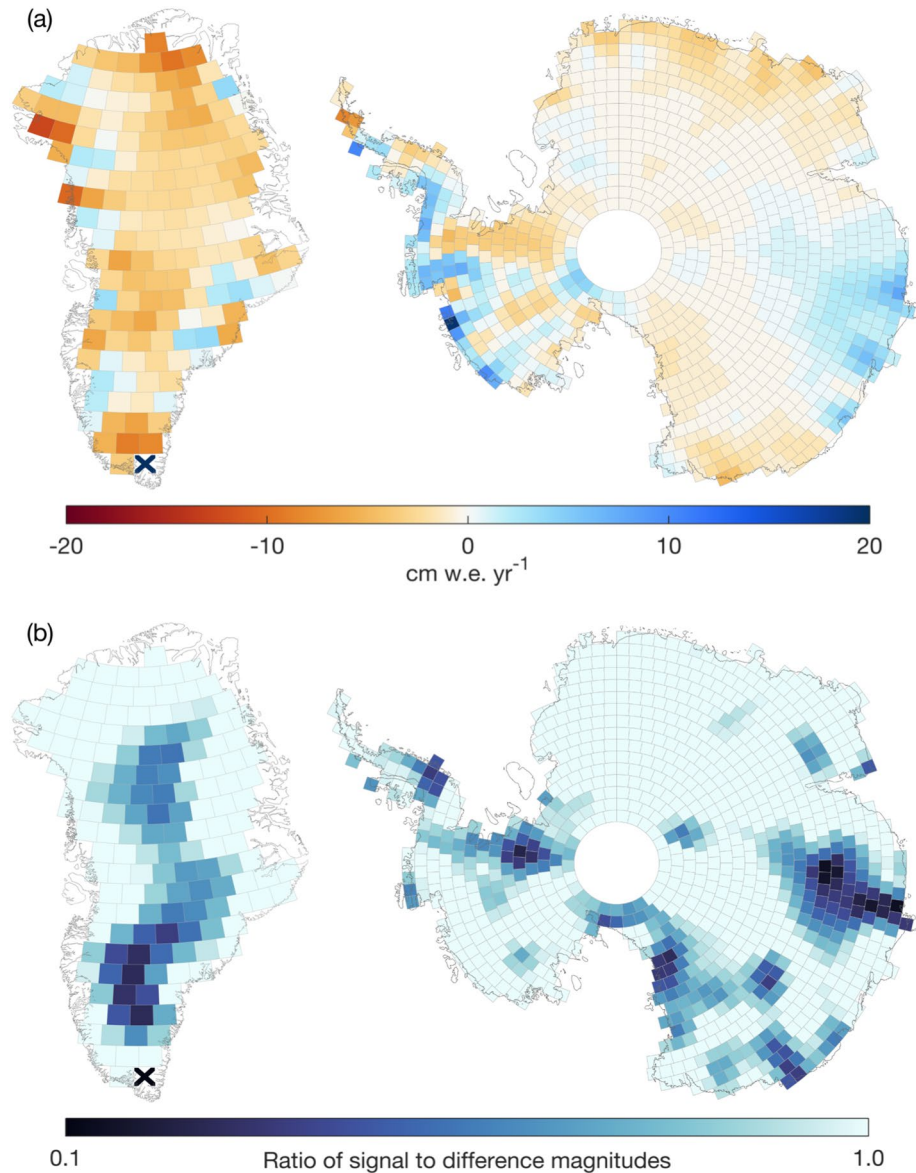 (a)
-20 -10 0 10 20
cm w.e. yr⁻¹
(b)
0.1 Ratio of signal to difference magnitudes 1.0